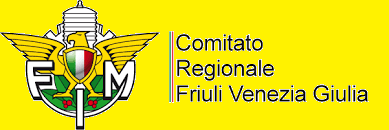 FIM
Comitato
Regionale
Friuli Venezia Giulia